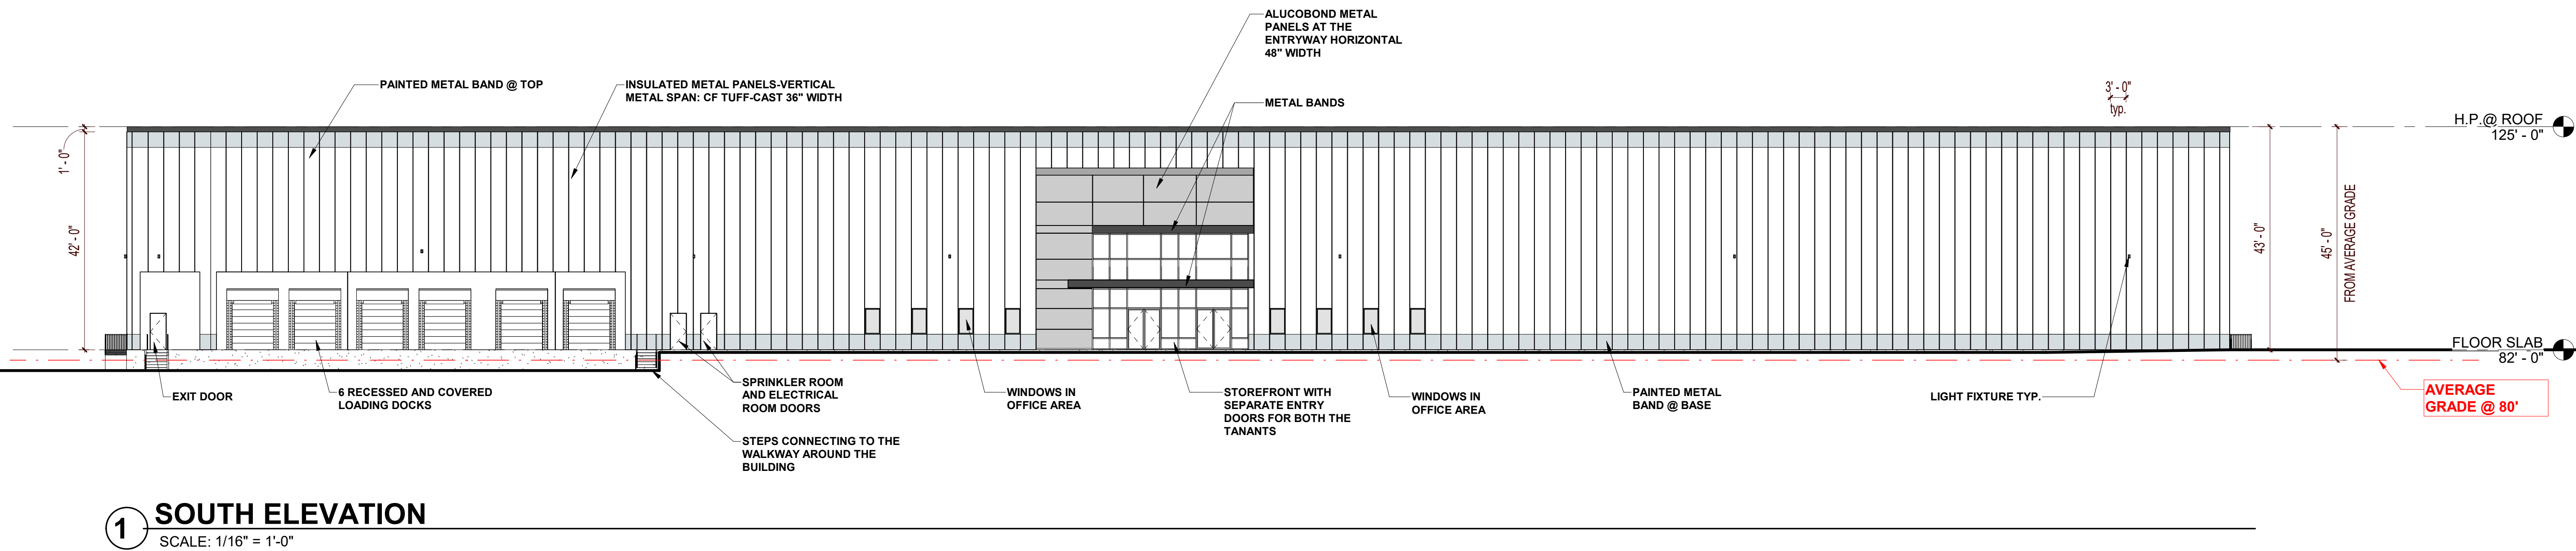 ALUCOBOND METAL
PANELS AT THE
ENTRYWAY HORIZONTAL
48" WIDTH
PAINTED METAL BAND @ TOP
INSULATED METAL PANELS-VERTICAL
METAL SPAN: CF TUFF-CAST 36" WIDTH
METAL BANDS
3' - 0"
typ.
H.P.@ ROOF
125' - 0"
1' - 0"
42' - 0"
43' - 0"
45' - 0"
FROM AVERAGE GRADE
FLOOR SLAB
82' - 0"
EXIT DOOR
6 RECESSED AND COVERED
LOADING DOCKS
SPRINKLER ROOM
AND ELECTRICAL
ROOM DOORS
STEPS CONNECTING TO THE
WALKWAY AROUND THE
BUILDING
WINDOWS IN
OFFICE AREA
STOREFRONT WITH
SEPARATE ENTRY
DOORS FOR BOTH THE
TANANTS
WINDOWS IN
OFFICE AREA
PAINTED METAL
BAND @ BASE
LIGHT FIXTURE TYP.
AVERAGE
GRADE @ 80'
1
SOUTH ELEVATION
SCALE: 1/16" = 1'-0"